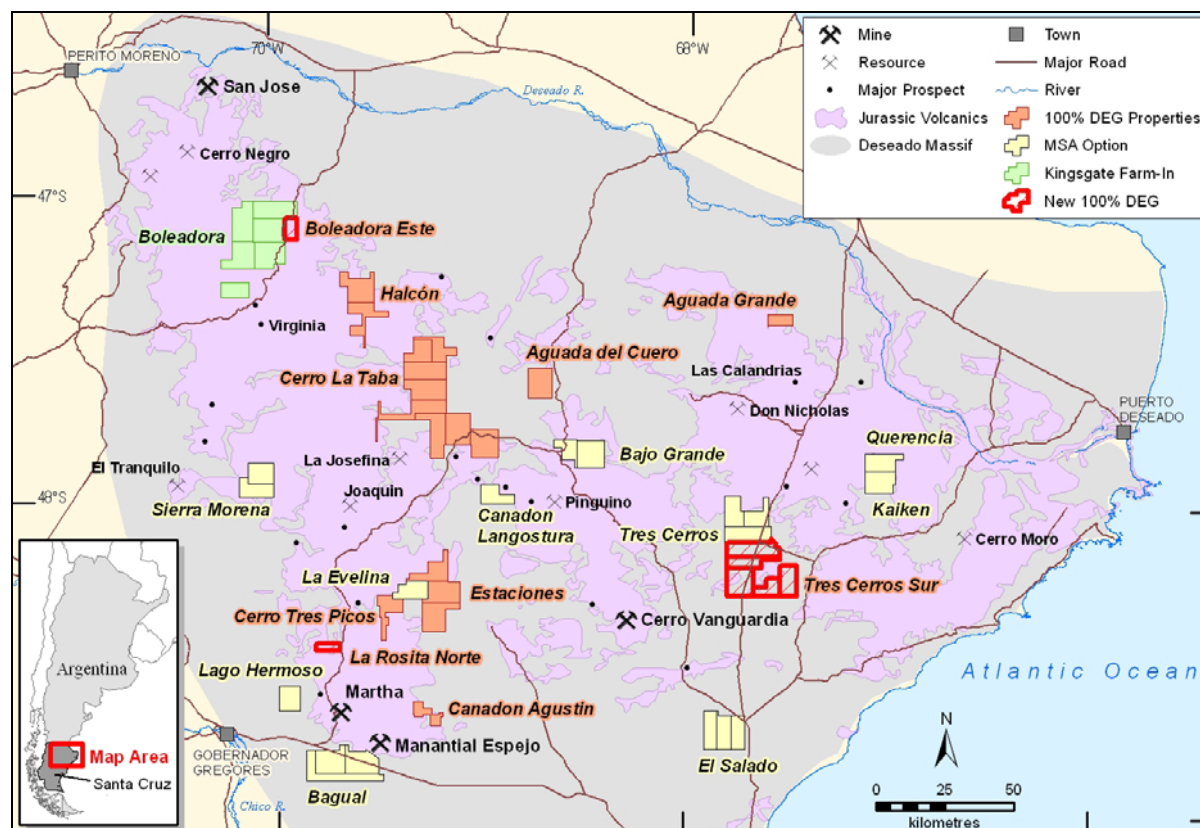 70°W
68°W
PERITO MORENO
San Jose
Deseado R.
Mine
Town
Resource
Major Road
Major Prospect
River
Jurassic Volcanics
100% DEG Properties
Deseado Massif
MSA Option
Kingsgate Farm-In
New 100% DEG
Cerro Negro
47°S
Boleadora
Boleadora Este
Halcón
Aguada Grande
Virginia
Aguada del Cuero
Cerro La Taba
Las Calandrias
Don Nicholas
PUERTO
DESEADO
Querencia
Bajo Grande
La Josefina
El Tranquilo
Joaquin
48°S
Sierra Morena
Canadon
Langostura
Pinguino
Kaiken
Tres Cerros
Cerro Moro
La Evelina
Estaciones
Tres Cerros Sur
Cerro Tres Picos
Cerro Vanguardia
La Rosita Norte
Lago Hermoso
Atlantic Ocean
Martha
Canadon Agustin
Manantial Espejo
GOBERNADOR
GREGORES
El Salado
Bagual
Chico R.
Argentina
Map Area
Santa Cruz
N
0 25 50
kilometres